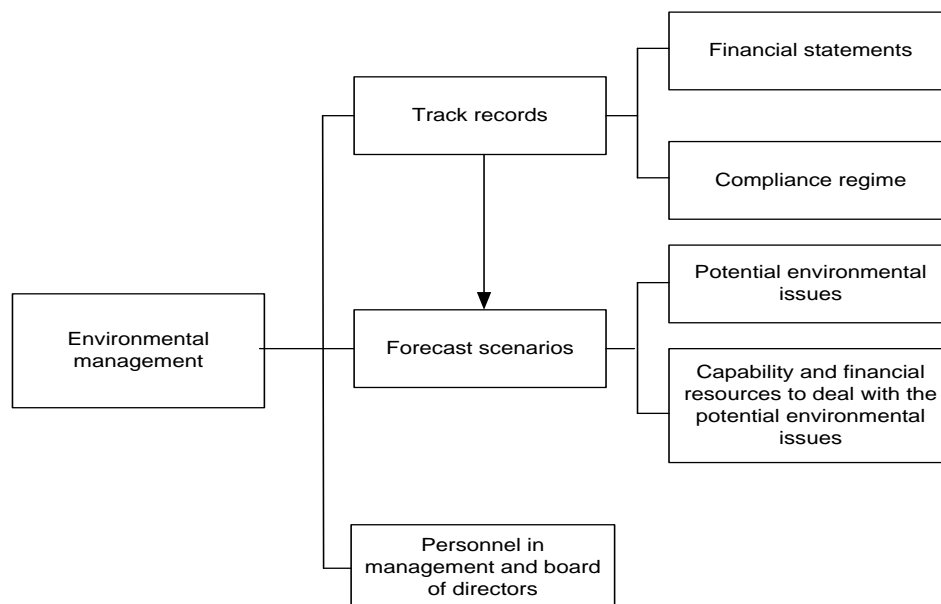 Financial statements
Track records
Compliance regime
Potential environmental
issues
Environmental
management
Forecast scenarios
Capability and financial
resources to deal with the
potential environmental
issues
Personnel in
management and board
of directors